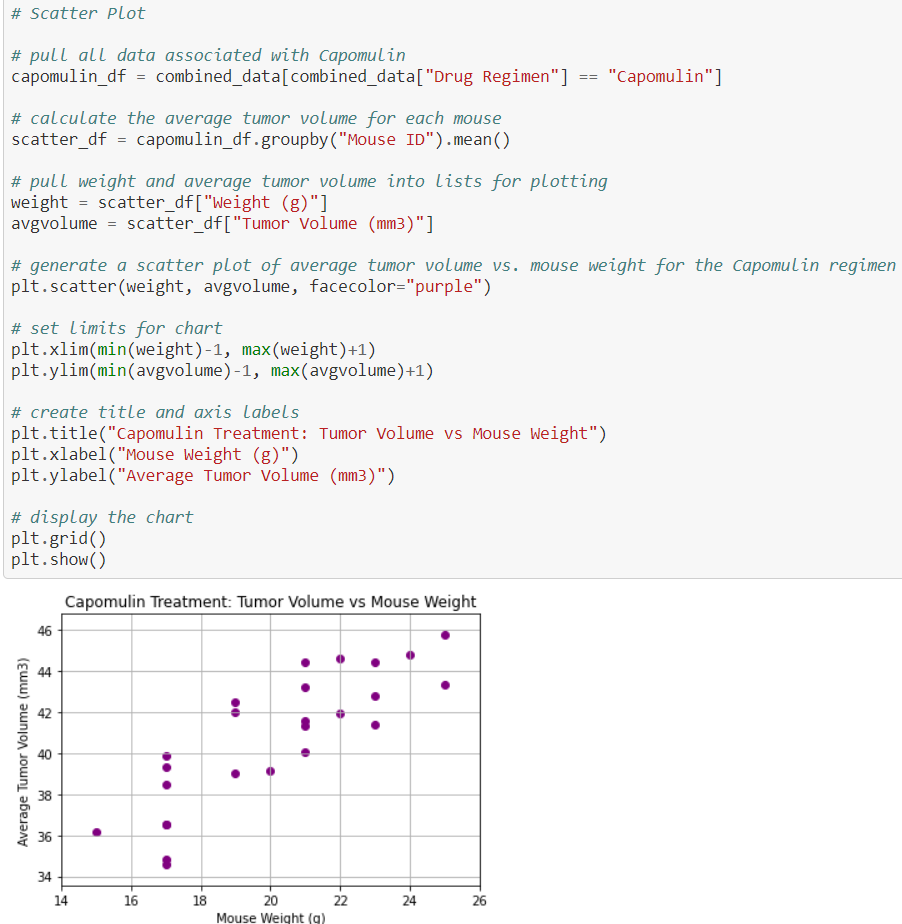 # Scatter Plot
# pull all data associated with Capomulin
capomulin_df = combined_data[combined_data["Drug Regimen"] == "Capomulin"]
# calculate the average tumor volume for each mouse
scatter_df = capomulin_df.groupby("Mouse ID").mean()
# pull weight and average tumor volume into lists for plotting
weight = scatter_df["Weight (g)"]
avgvolume = scatter_df["Tumor Volume (mm3)"]
# generate a scatter plot of average tumor volume vs. mouse weight for the Capomulin regimen
plt.scatter(weight, avgvolume, facecolor="purple")
# set limits for chart
plt.xlim(min(weight)-1, max(weight)+1)
plt.ylim(min(avgvolume)-1, max(avgvolume)+1)
# create title and axis labels
plt.title("Capomulin Treatment: Tumor Volume vs Mouse Weight")
plt.xlabel("Mouse Weight (g)")
plt.ylabel("Average Tumor Volume (mm3)")
# display the chart
plt.grid()
plt.show()
Capomulin Treatment: Tumor Volume vs Mouse Weight
Average Tumor Volume (mm3)
46
44
42
40
38
36
34
14 16 18 20 22 24 26
Mouse Weight (g)